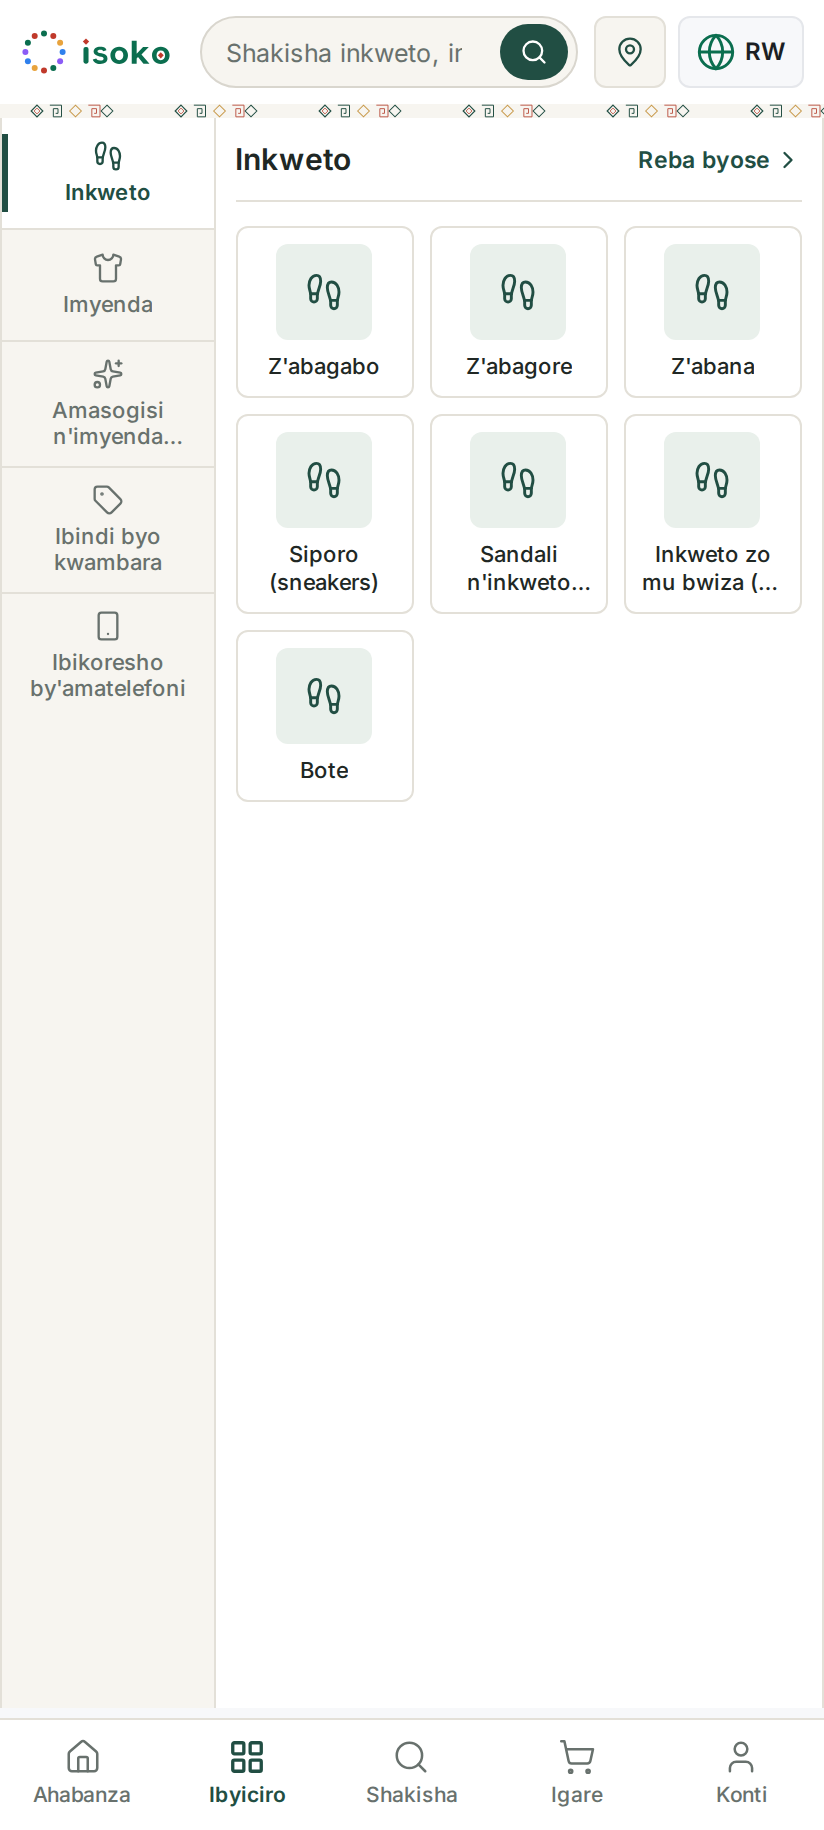 isoko
Shakisha inkweto, ir
RW
Inkweto
Imyenda
Amasogisi
n'imyenda...
Ibindi byo
kwambara
Ibikoresho
by'amatelefoni
Inkweto
Reba byose
Z'abagabo
Z'abagore
Z'abana
Siporo
(sneakers)
Sandali
n'inkweto...
Inkweto zo
mu bwiza (...
Bote
Ahabanza
Ibyiciro
Shakisha
Igare
Konti